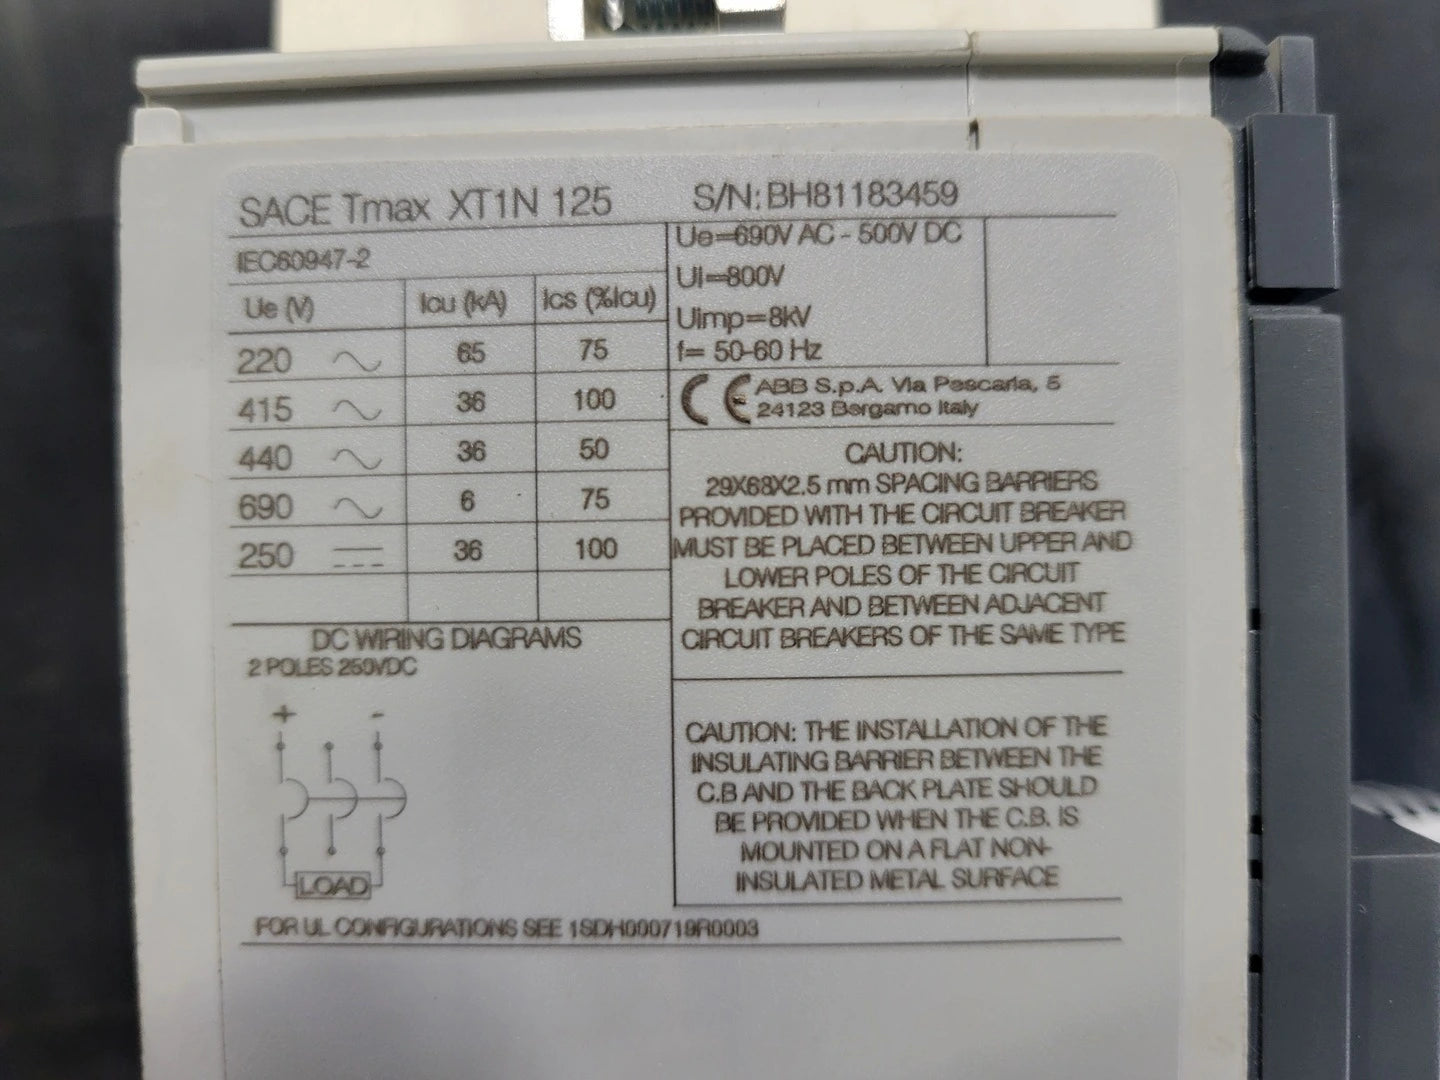 SACE Tmax XT1N 125 S/N: BH81183459
IEC60947-2
Ue (V) Icu (kA) Ics (%Icu)
220 65 75
415 36 100
440 36 50
690 6 75
250 36 100
DC WIRING DIAGRAMS
2 POLES 250VDC
+ -
LOAD
Ue=690V AC - 500V DC
Ui=800V
Uimp=8kV
f= 50-60 Hz
CE ABB S.p.A. Via Pescaria, 5
24123 Bergamo Italy
CAUTION:
29X68X2.5 mm SPACING BARRIERS
PROVIDED WITH THE CIRCUIT BREAKER
MUST BE PLACED BETWEEN UPPER AND
LOWER POLES OF THE CIRCUIT
BREAKER AND BETWEEN ADJACENT
CIRCUIT BREAKERS OF THE SAME TYPE
CAUTION: THE INSTALLATION OF THE
INSULATING BARRIER BETWEEN THE
C.B AND THE BACK PLATE SHOULD
BE PROVIDED WHEN THE C.B. IS
MOUNTED ON A FLAT NON-
INSULATED METAL SURFACE
FOR UL CONFIGURATIONS SEE 1SDH000719R0003